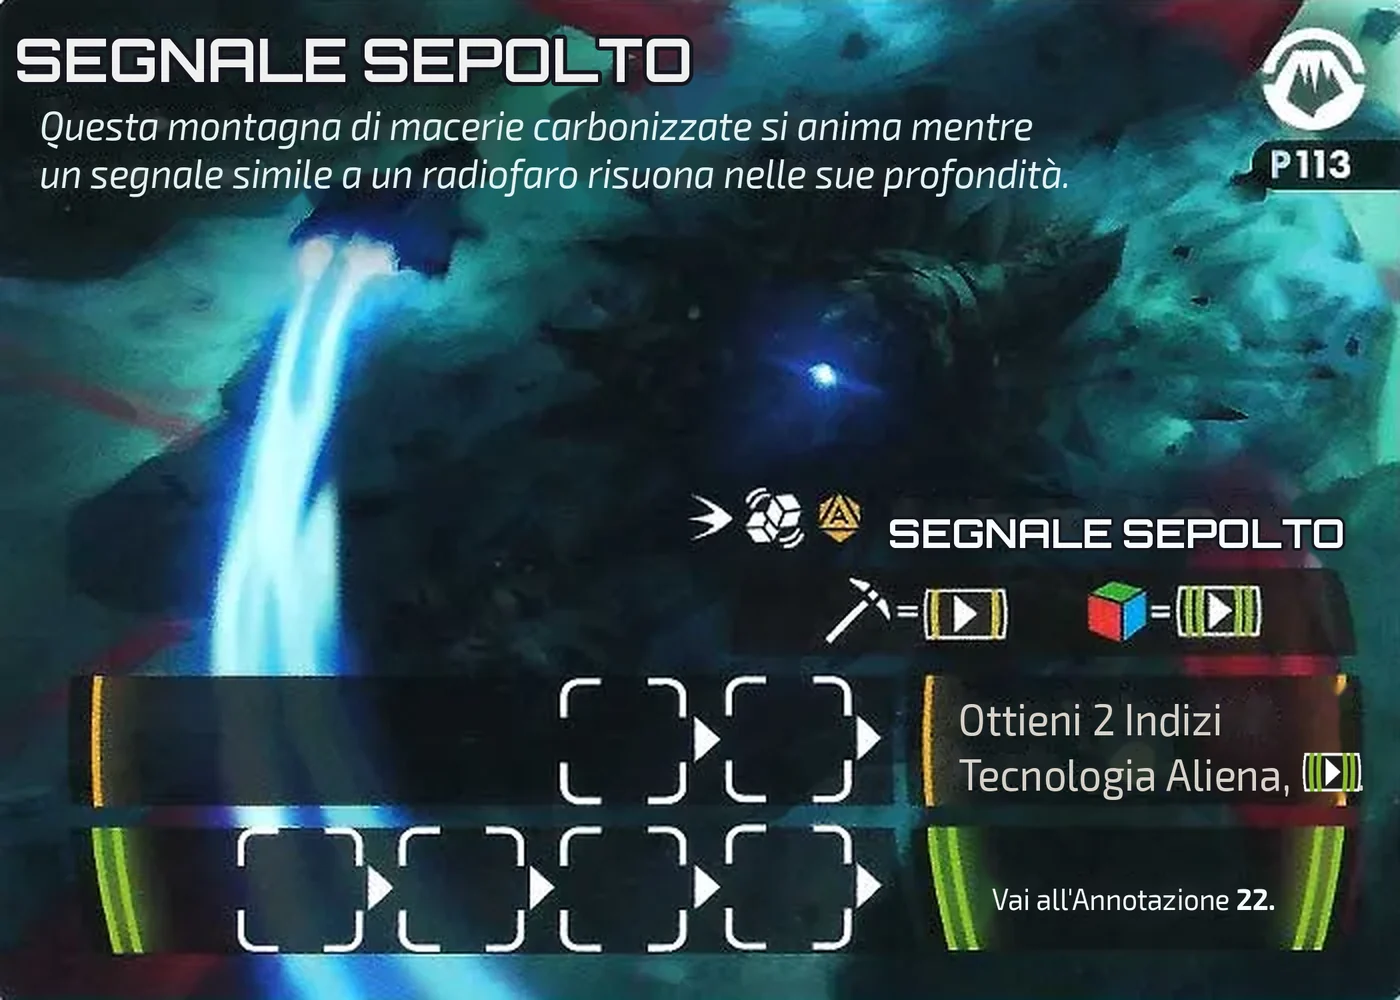 SEGNALE SEPOLTO
Questa montagna di macerie carbonizzate si anima mentre
un segnale simile a un radiofaro risuona nelle sue profondità.
P113
A
SEGNALE SEPOLTO
=
=
Ottieni 2 Indizi
Tecnologia Aliena,
Vai all'Annotazione 22.